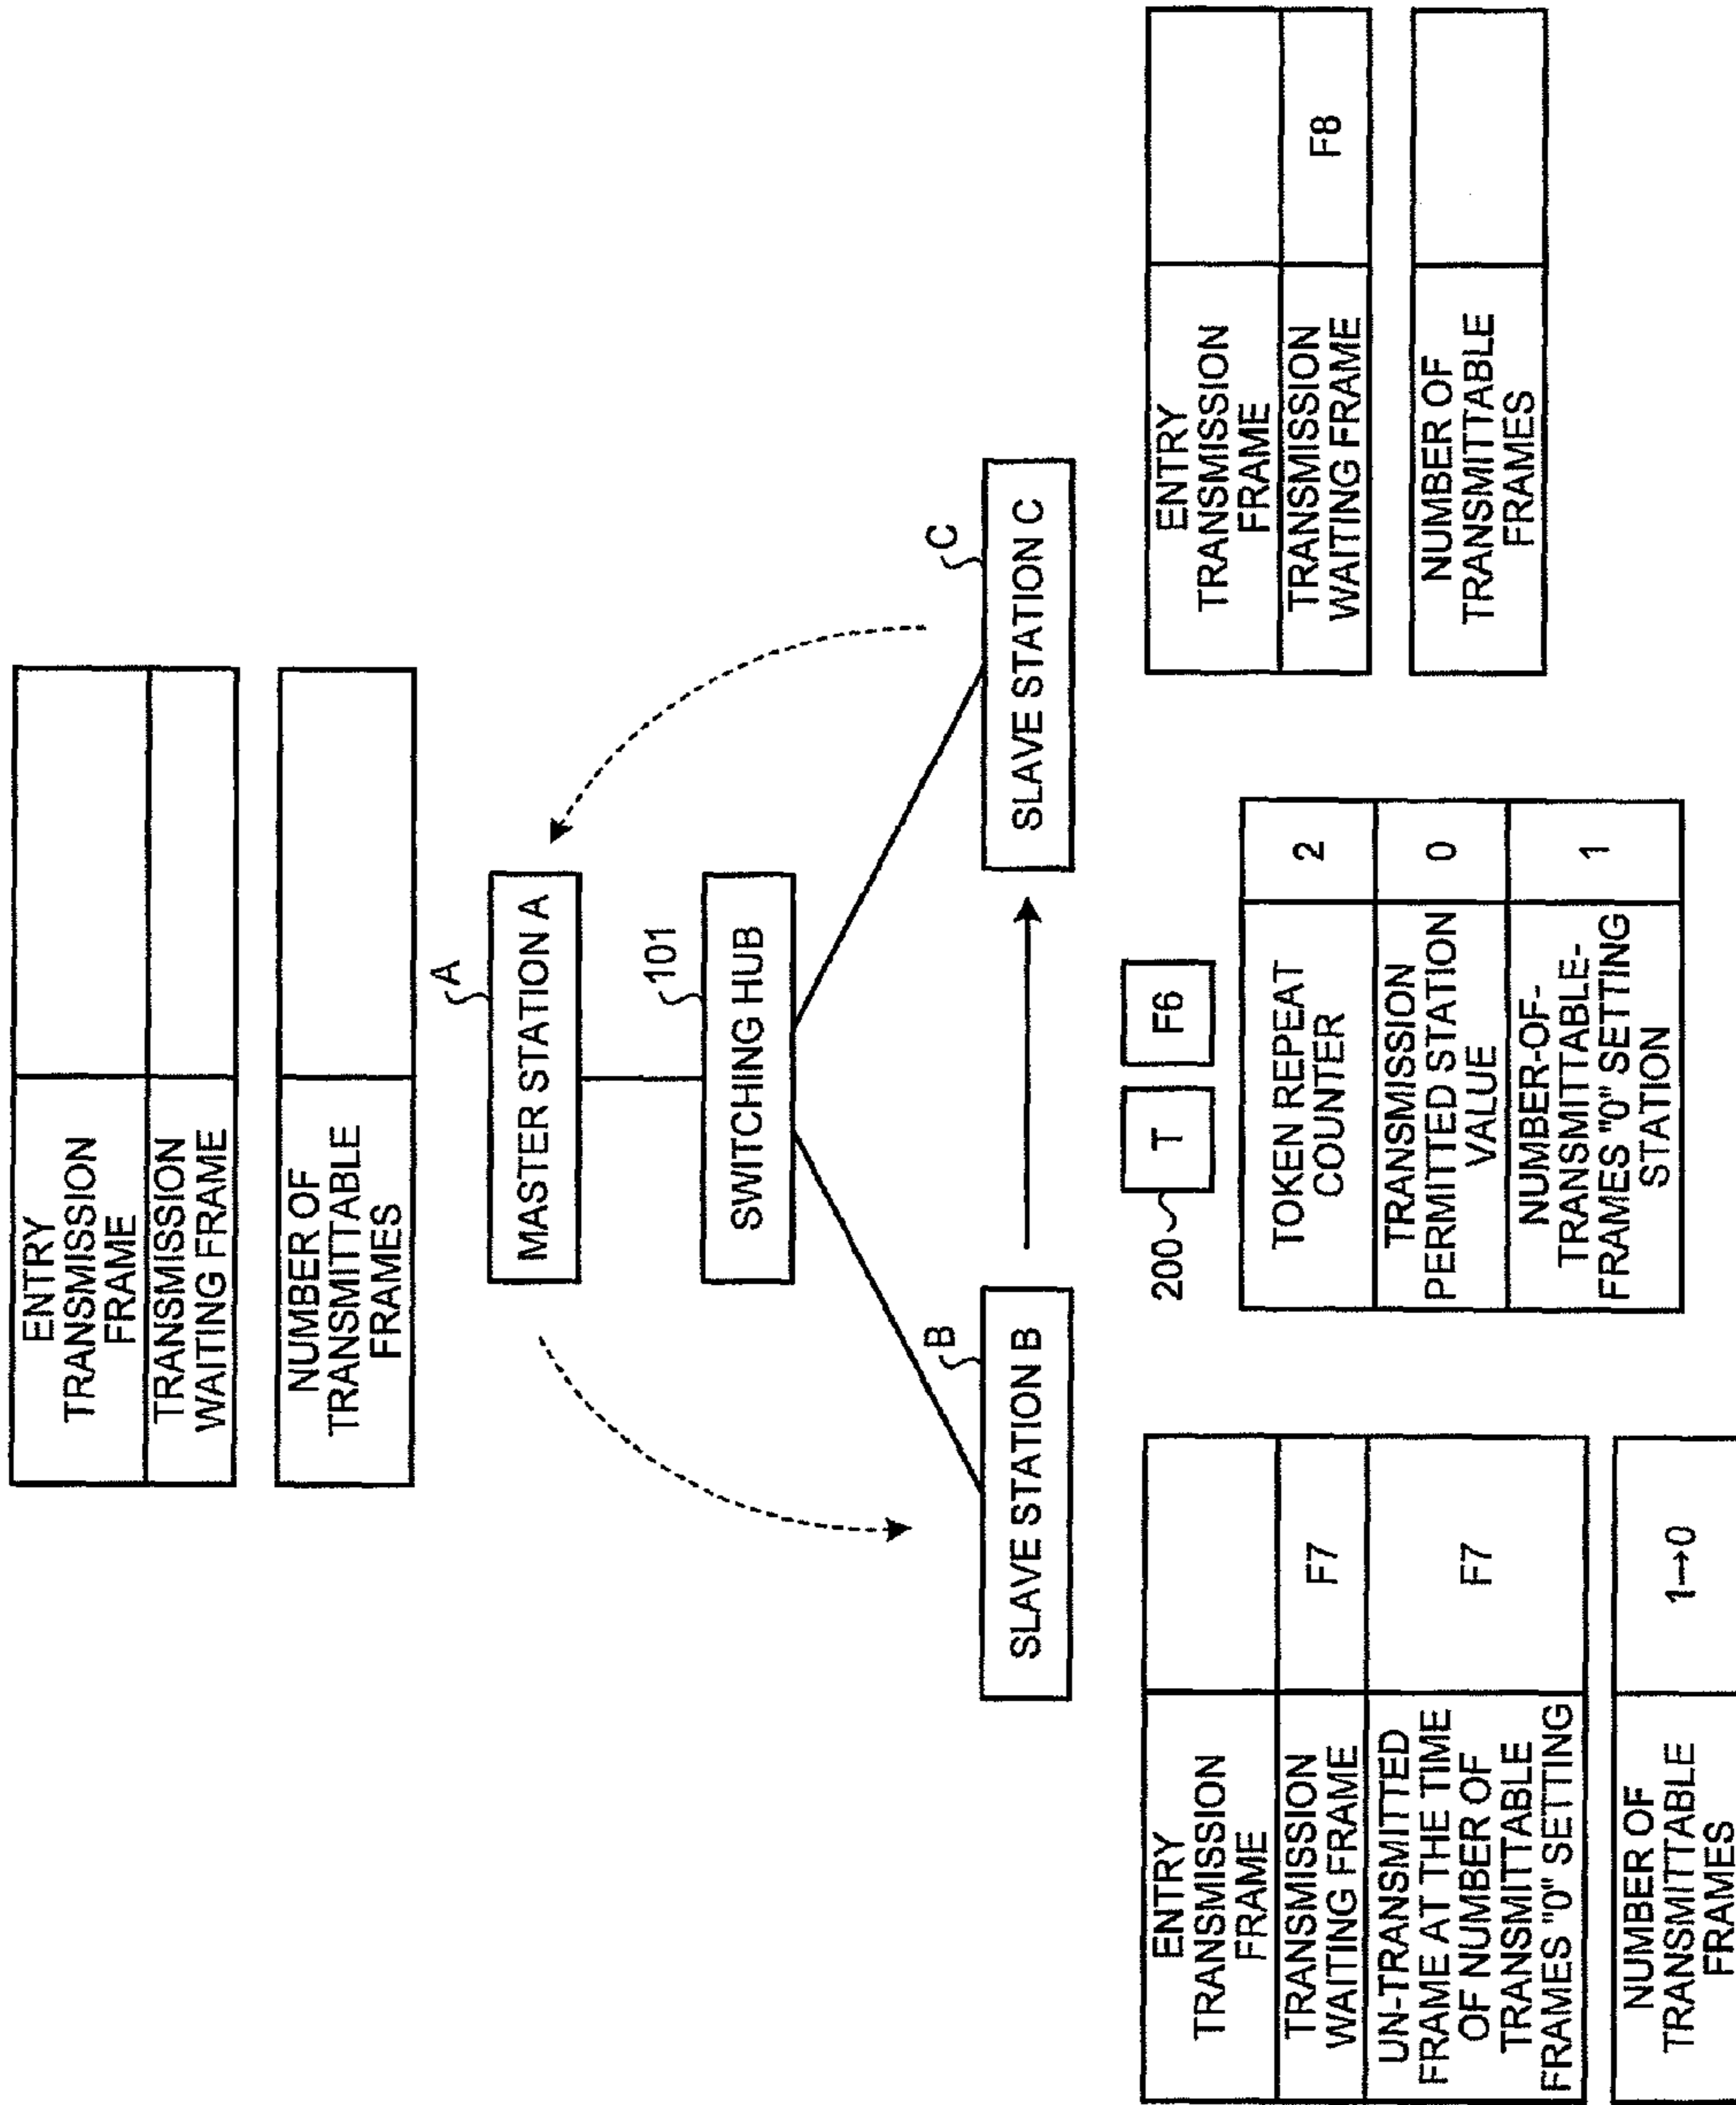 ENTRY
TRANSMISSION
FRAME
TRANSMISSION
WAITING FRAME
NUMBER OF
TRANSMITTABLE
FRAMES
A
MASTER STATION A
101
SWITCHING HUB
B
SLAVE STATION B
C
SLAVE STATION C
ENTRY
TRANSMISSION
FRAME
TRANSMISSION
WAITING FRAME
F7
UN-TRANSMITTED
FRAME AT THE TIME
OF NUMBER OF
TRANSMITTABLE
FRAMES "0" SETTING
F7
NUMBER OF
TRANSMITTABLE
FRAMES
1→0
200
T
F6
TOKEN REPEAT
COUNTER
2
TRANSMISSION
PERMITTED STATION
VALUE
0
NUMBER-OF-
TRANSMITTABLE-
FRAMES "0" SETTING
STATION
1
ENTRY
TRANSMISSION
FRAME
TRANSMISSION
WAITING FRAME
F8
NUMBER OF
TRANSMITTABLE
FRAMES